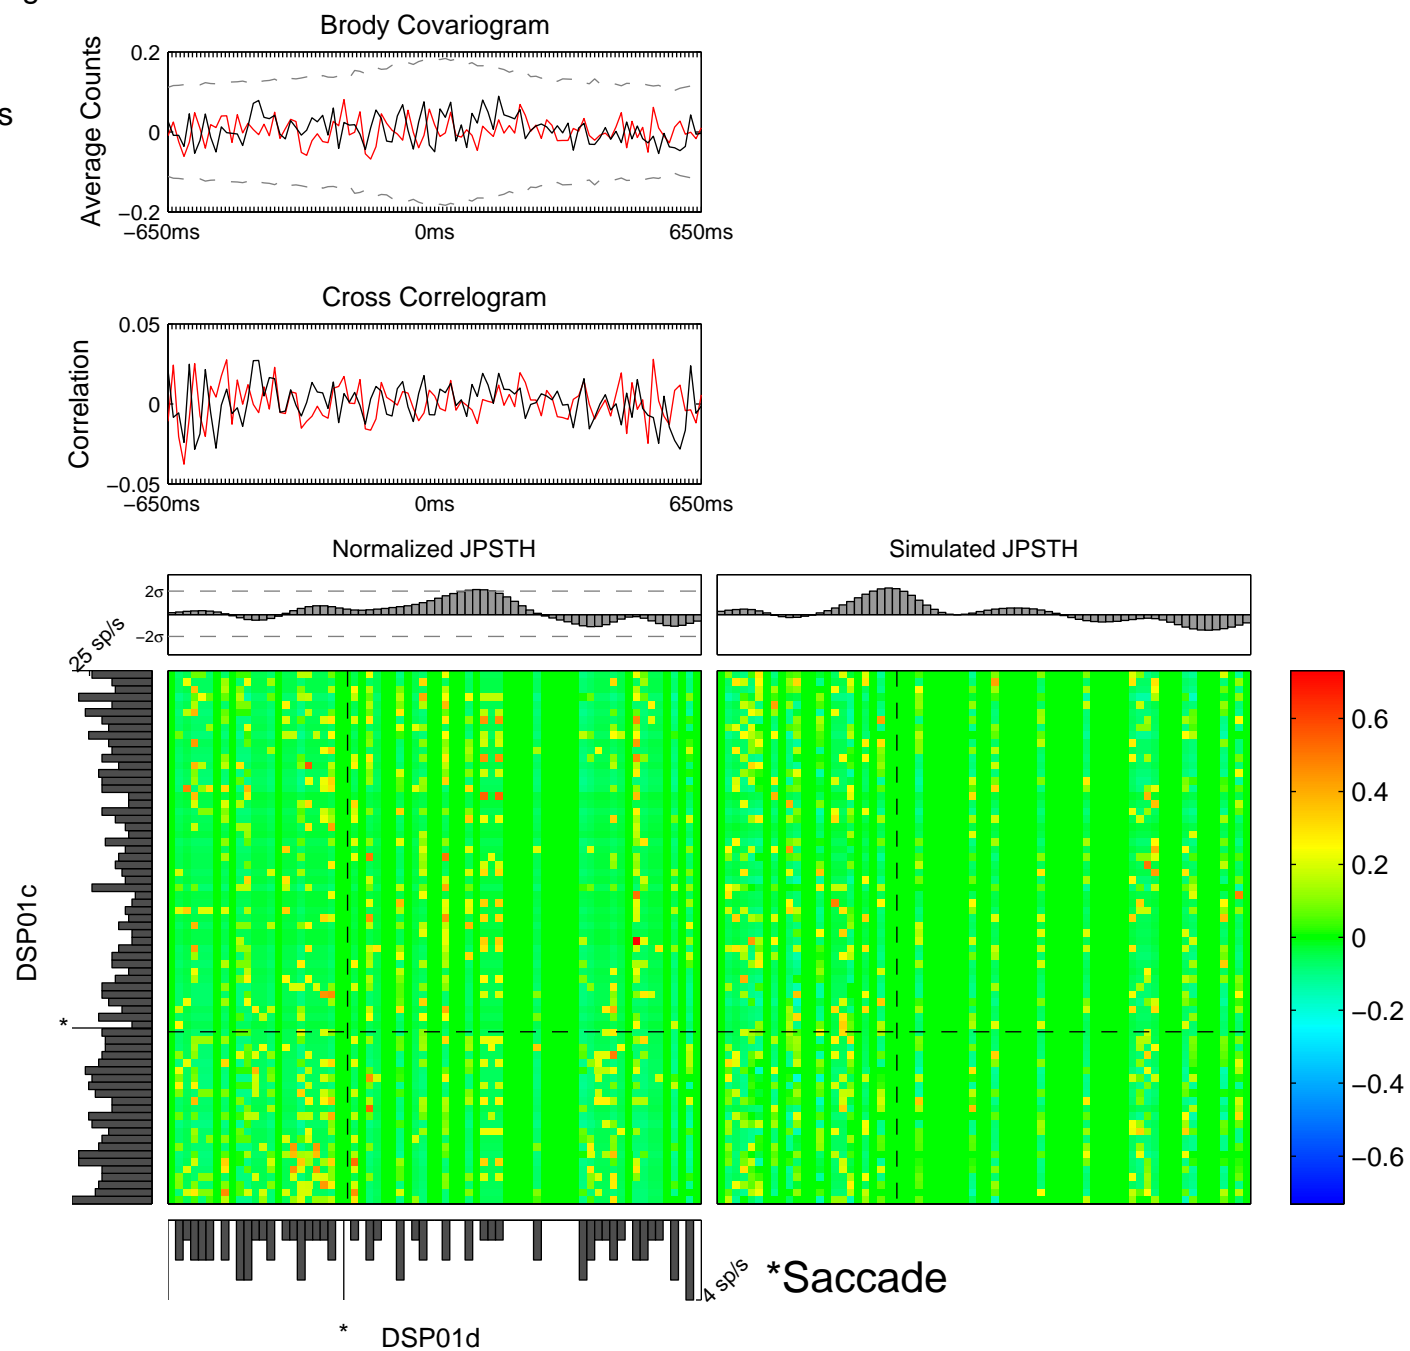 g
Brody Covariogram
s
Average Counts
0.2
0
−0.2
−650ms 0ms 650ms
Cross Correlogram
Correlation
0.05
0
−0.05
−650ms 0ms 650ms
Normalized JPSTH
Simulated JPSTH
2σ
−2σ
25 sp/s
DSP01c
*
0.6
0.4
0.2
0
−0.2
−0.4
−0.6
4 sp/s
*Saccade
* DSP01d